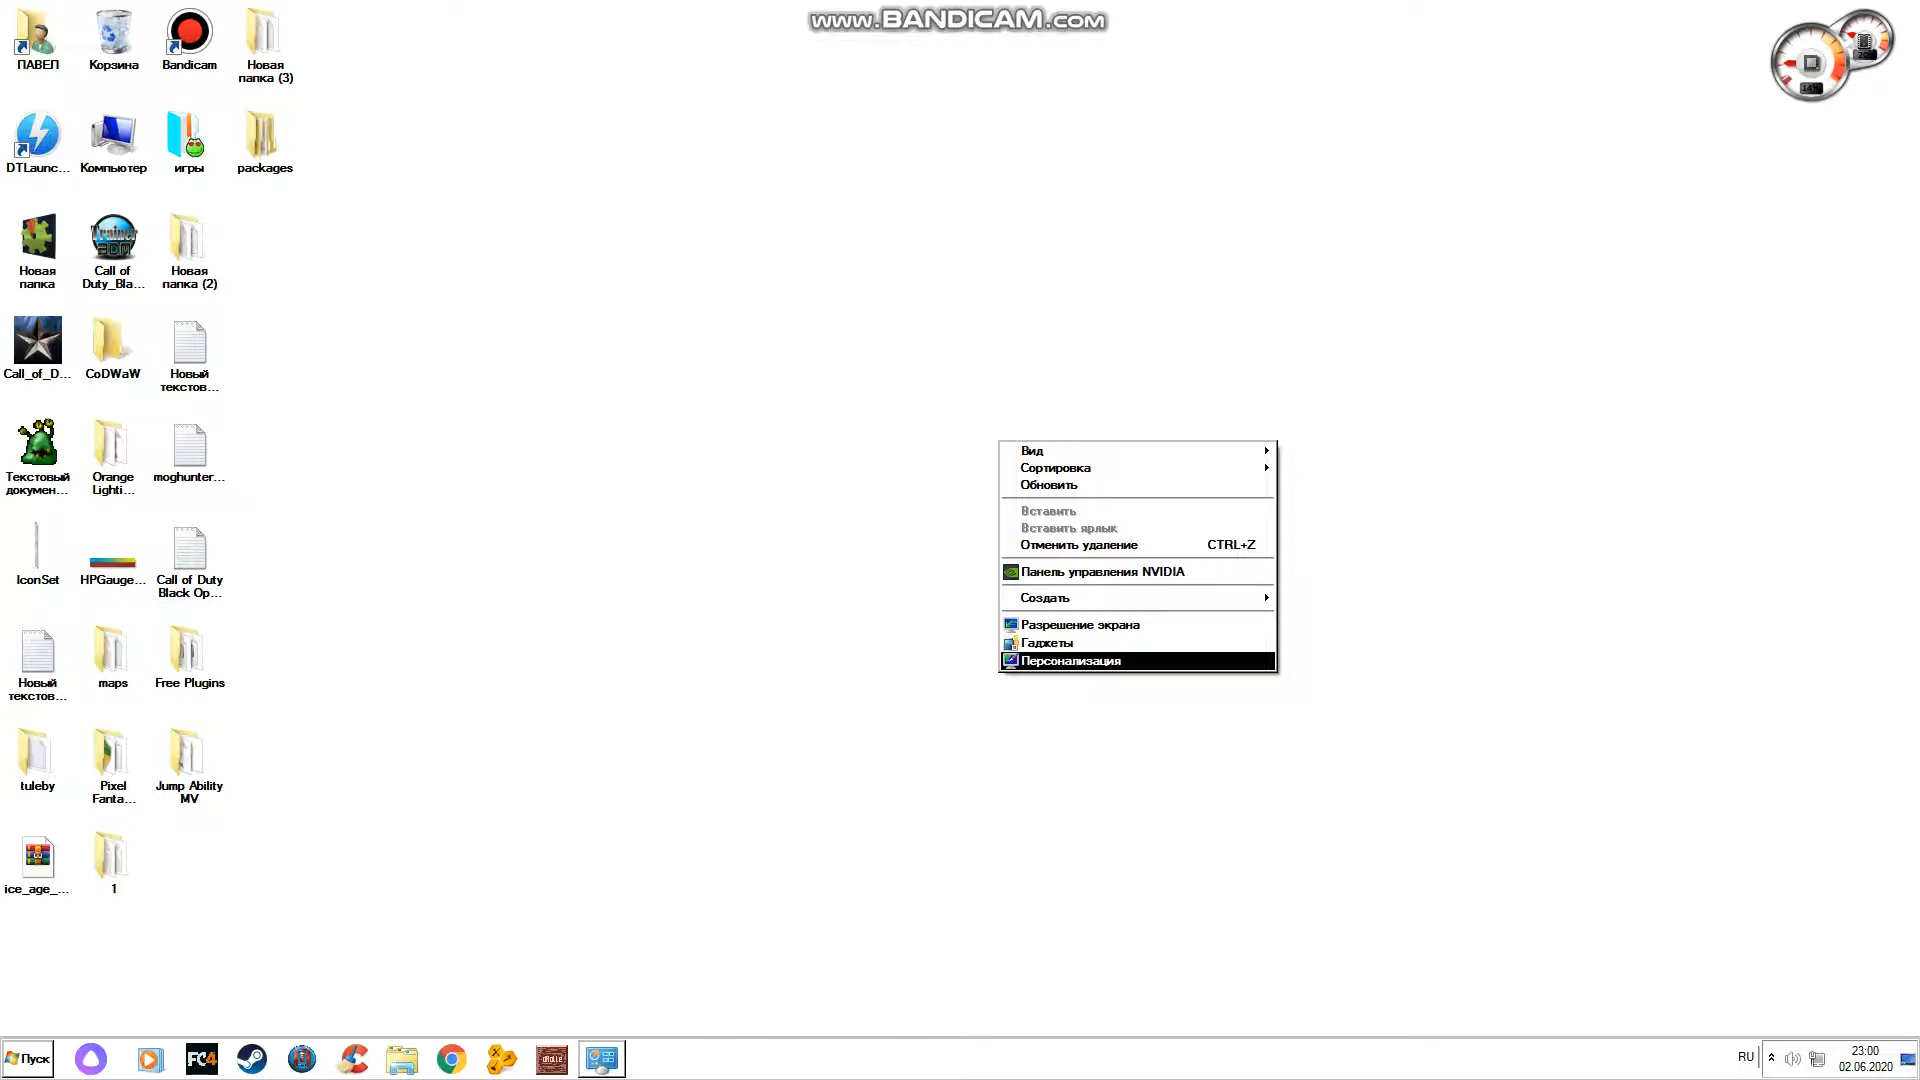 www.BANDICAM.com
ПАВЕЛ
Корзина
Bandicam
Новая
папка (3)
DTLaunc...
Компьютер
игры
packages
Новая
папка
Call of
Duty_Bla...
Новая
папка (2)
Call_of_D...
CoDWaW
Новый
текстов...
Текстовый
докумен...
Orange
Lighti...
moghunter...
IconSet
HPGauge...
Call of Duty
Black Op...
Новый
текстов...
maps
Free Plugins
tuleby
Pixel
Fanta...
Jump Ability
MV
ice_age_...
1
14%
Trainer
Вид
Сортировка
Обновить
Вставить
Вставить ярлык
Отменить удаление CTRL+Z
Панель управления NVIDIA
Создать
Разрешение экрана
Гаджеты
Персонализация
Пуск
FC4
RU
23:00
02.06.2020